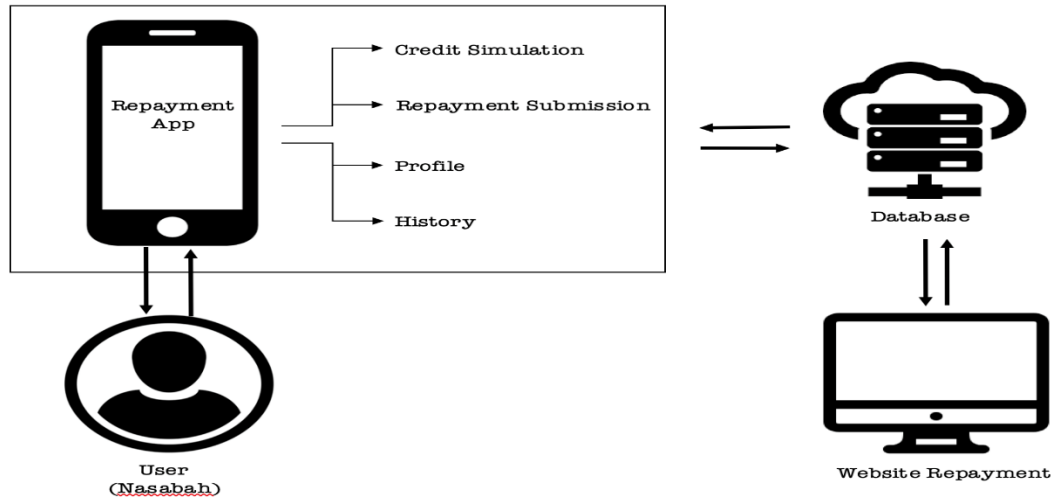 Repayment
App
Credit Simulation
Repayment Submission
Profile
History
Database
User
(Nasabah)
Website Repayment